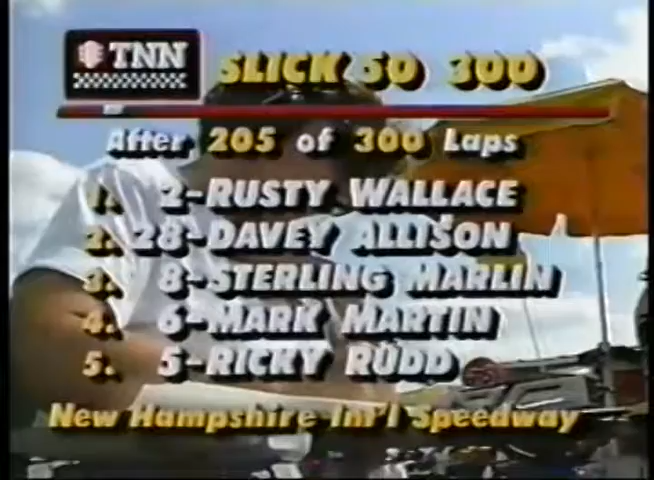 TNN
SLICK 50 300
After 205 of 300 Laps
1. 2-RUSTY WALLACE
2. 28-DAVEY ALLISON
3. 8-STERLING MARLIN
4. 6-MARK MARTIN
5. 5-RICKY RUDD
New Hampshire Int'l Speedway